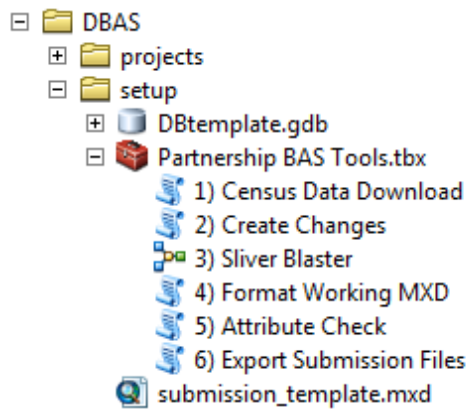 DBAS
projects
setup
DBtemplate.gdb
Partnership BAS Tools.tbx
1) Census Data Download
2) Create Changes
3) Sliver Blaster
4) Format Working MXD
5) Attribute Check
6) Export Submission Files
submission_template.mxd